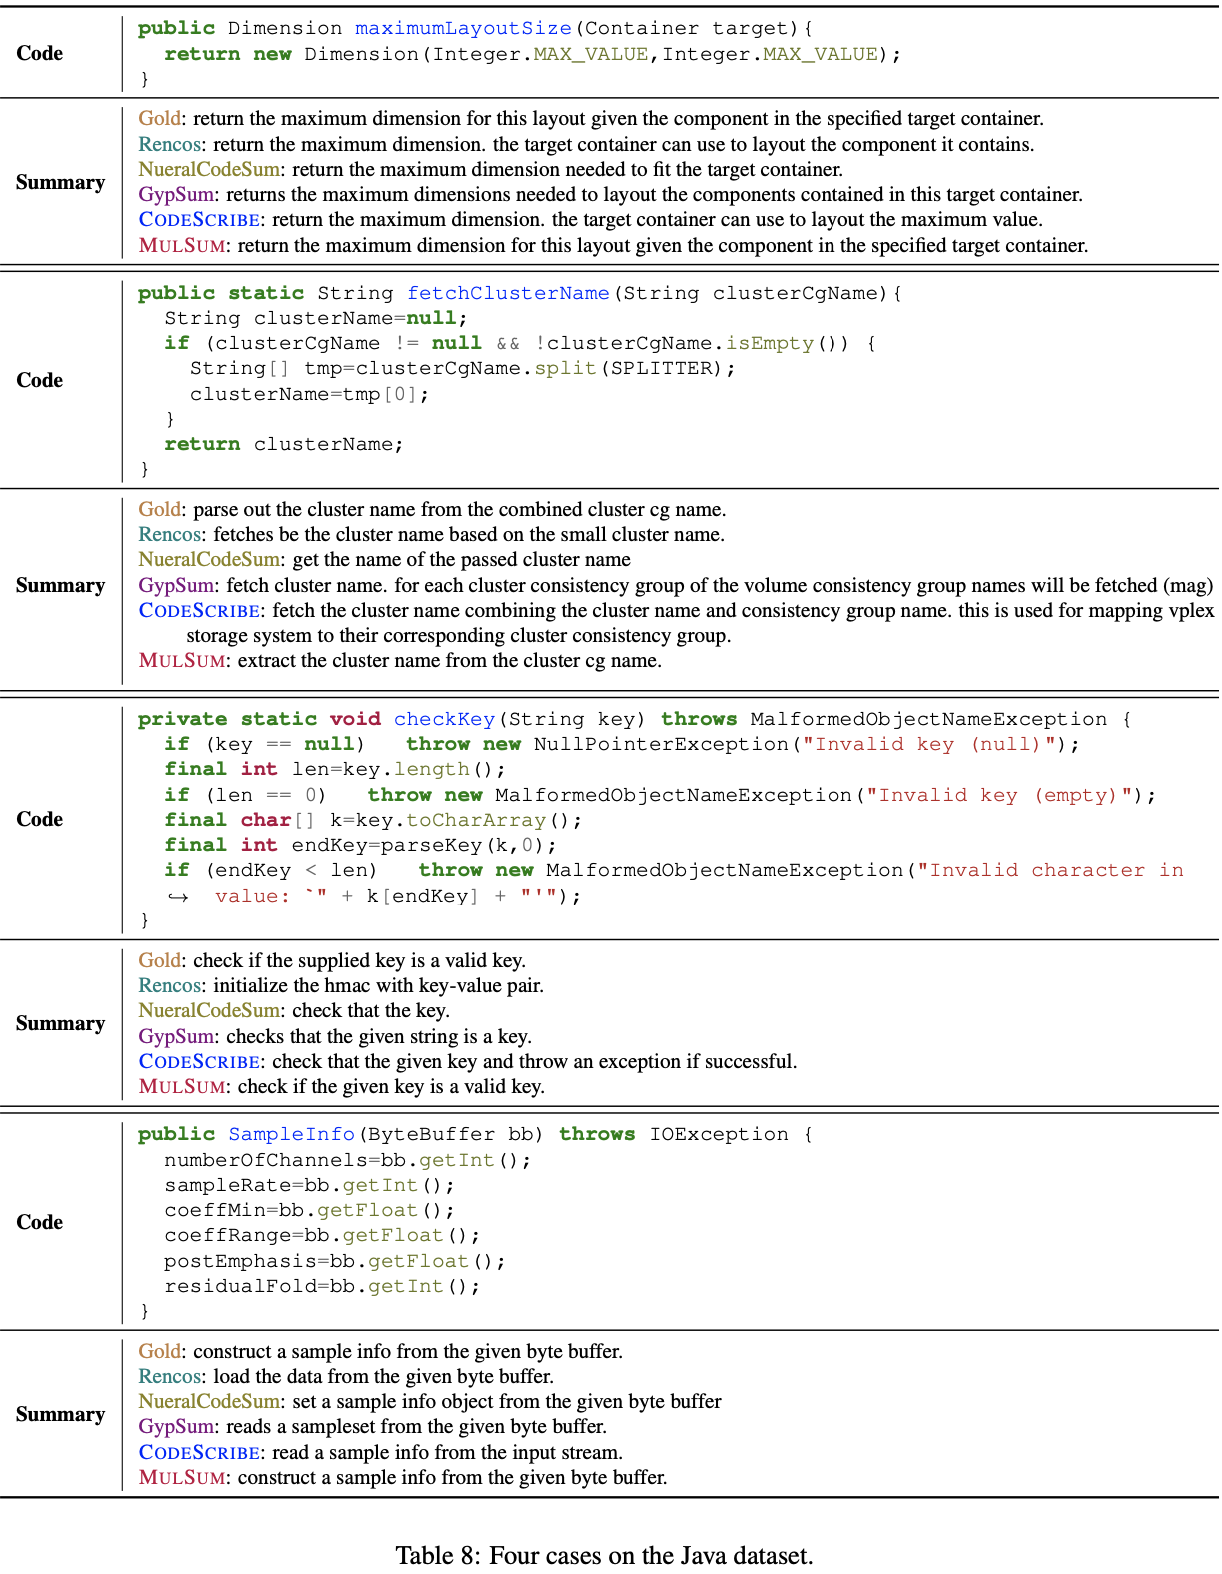 public Dimension maximumLayoutSize(Container target){
Code
return new Dimension(Integer.MAX_VALUE,Integer.MAX_VALUE);
}
Gold: return the maximum dimension for this layout given the component in the specified target container.
Rencos: return the maximum dimension. the target container can use to layout the component it contains.
NueralCodeSum: return the maximum dimension needed to fit the target container.
Summary
GypSum: returns the maximum dimensions needed to layout the components contained in this target container.
CODESCRIBE: return the maximum dimension. the target container can use to layout the maximum value.
MULSUM: return the maximum dimension for this layout given the component in the specified target container.
public static String fetchClusterName(String clusterCgName){
String clusterName=null;
if (clusterCgName != null && !clusterCgName.isEmpty()) {
String[] tmp=clusterCgName.split(SPLITTER);
Code
clusterName=tmp[0];
}
return clusterName;
}
Gold: parse out the cluster name from the combined cluster cg name.
Rencos: fetches be the cluster name based on the small cluster name.
NueralCodeSum: get the name of the passed cluster name
Summary
GypSum: fetch cluster name. for each cluster consistency group of the volume consistency group names will be fetched (mag)
CODESCRIBE: fetch the cluster name combining the cluster name and consistency group name. this is used for mapping vplex
storage system to their corresponding cluster consistency group.
MULSUM: extract the cluster name from the cluster cg name.
private static void checkKey(String key) throws MalformedObjectNameException {
if (key == null) throw new NullPointerException("Invalid key (null)");
final int len=key.length();
if (len == 0) throw new MalformedObjectNameException("Invalid key (empty)");
Code
final char[] k=key.toCharArray();
final int endKey=parseKey(k,0);
if (endKey < len) throw new MalformedObjectNameException("Invalid character in
↪ value: `" + k[endKey] + "'");
}
Gold: check if the supplied key is a valid key.
Rencos: initialize the hmac with key-value pair.
NueralCodeSum: check that the key.
Summary
GypSum: checks that the given string is a key.
CODESCRIBE: check that the given key and throw an exception if successful.
MULSUM: check if the given key is a valid key.
public SampleInfo(ByteBuffer bb) throws IOException {
numberOfChannels=bb.getInt();
sampleRate=bb.getInt();
coeffMin=bb.getFloat();
Code
coeffRange=bb.getFloat();
postEmphasis=bb.getFloat();
residualFold=bb.getInt();
}
Gold: construct a sample info from the given byte buffer.
Rencos: load the data from the given byte buffer.
NueralCodeSum: set a sample info object from the given byte buffer
Summary
GypSum: reads a sampleset from the given byte buffer.
CODESCRIBE: read a sample info from the input stream.
MULSUM: construct a sample info from the given byte buffer.
Table 8: Four cases on the Java dataset.